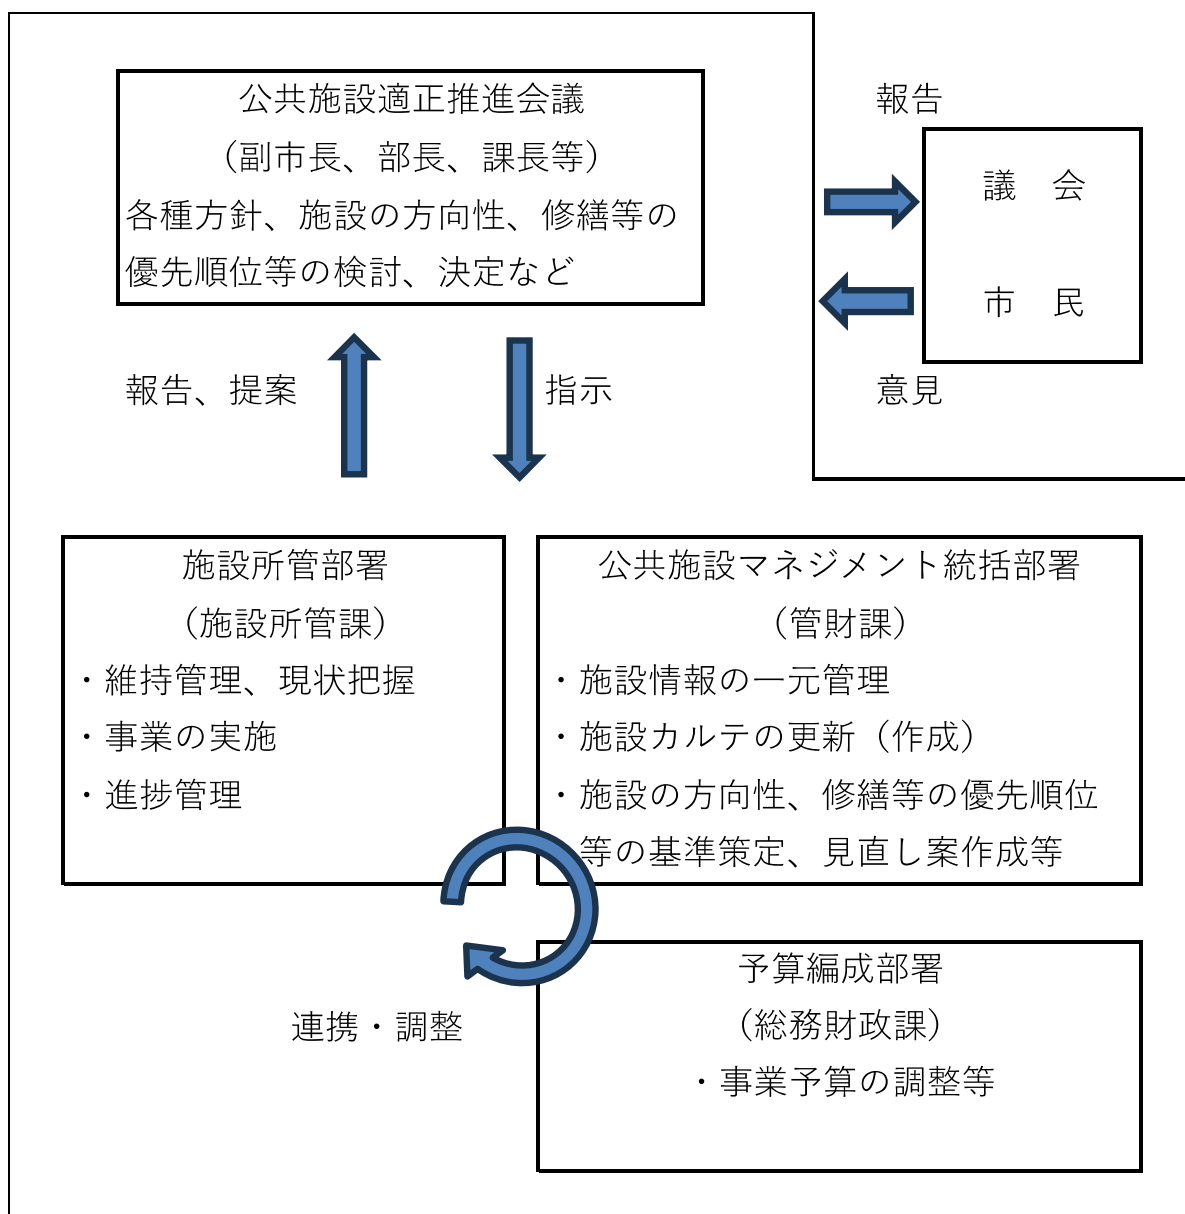 公共施設適正推進会議
（副市長、部長、課長等）
各種方針、施設の方向性、修繕等の
優先順位等の検討、決定など
報告
議　会
市　民
意見
報告、提案
指示
施設所管部署
（施設所管課）
・維持管理、現状把握
・事業の実施
・進捗管理
公共施設マネジメント統括部署
（管財課）
・施設情報の一元管理
・施設カルテの更新（作成）
・施設の方向性、修繕等の優先順位
等の基準策定、見直し案作成等
連携・調整
予算編成部署
（総務財政課）
・事業予算の調整等